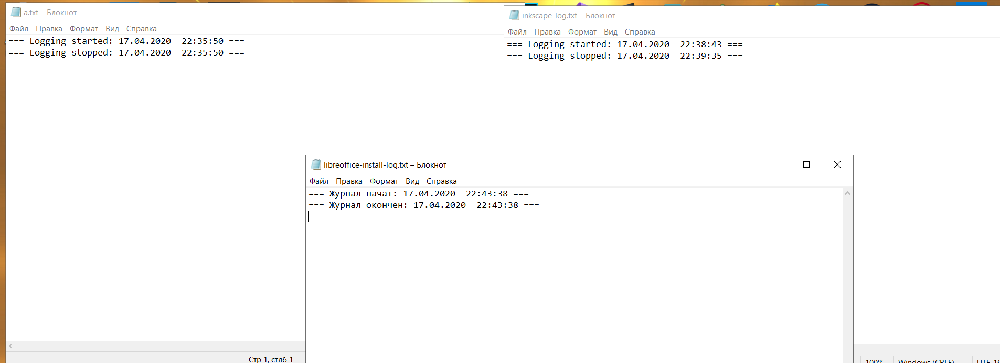 a.txt – Блокнот
Файл Правка Формат Вид Справка
=== Logging started: 17.04.2020  22:35:50 ===
=== Logging stopped: 17.04.2020  22:35:50 ===
Стр 1, стлб 1
inkscape-log.txt – Блокнот
Файл Правка Формат Вид Справка
=== Logging started: 17.04.2020  22:38:43 ===
=== Logging stopped: 17.04.2020  22:39:35 ===
libreoffice-install-log.txt – Блокнот
Файл Правка Формат Вид Справка
=== Журнал начат: 17.04.2020  22:43:38 ===
=== Журнал окончен: 17.04.2020  22:43:38 ===
100% Windows (CRLF) UTF-16